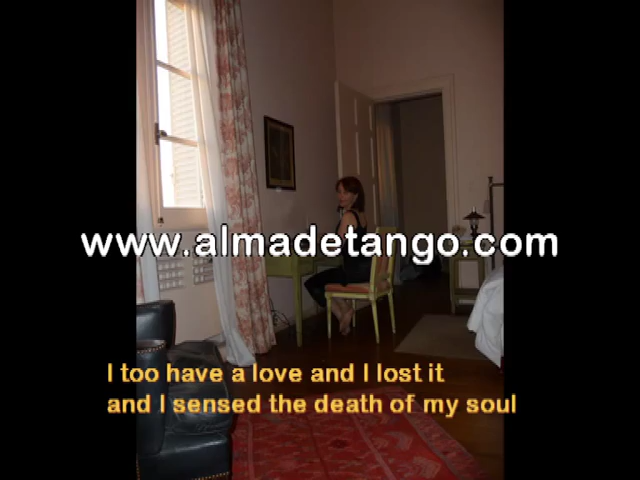 www.almadetango.com
I too have a love and I lost it
and I sensed the death of my soul